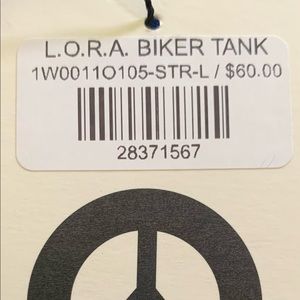 L.O.R.A. BIKER TANK
1W0011O105-STR-L / $60.00
28371567